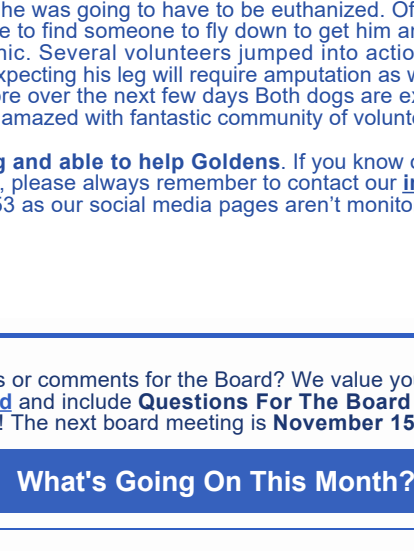 he was going to have to be euthanized. Of
e to find someone to fly down to get him a
nic. Several volunteers jumped into actio
xpecting his leg will require amputation as
re over the next few days Both dogs are e
amazed with fantastic community of volunt
g and able to help Goldens. If you know
, please always remember to contact our i
53 as our social media pages aren’t monito
s or comments for the Board? We value yo
d and include Questions For The Board
! The next board meeting is November 15
What's Going On This Month?